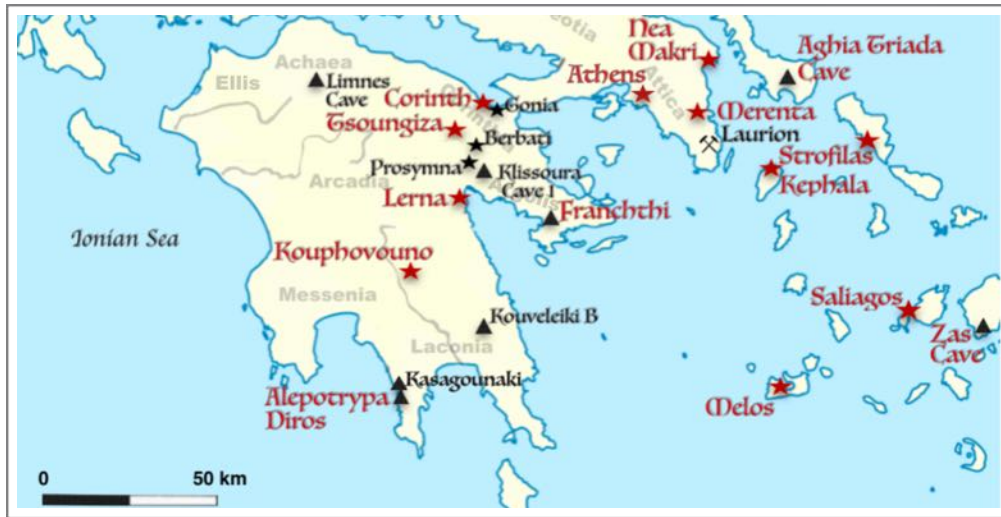 Nea
Makri
Aghia Triada
Cave
Achaea
Ellis
Limnes
Cave
Athens
Attica
Corinth
Gonia
Merenta
Tsoungiza
Berbati
Laurion
Prosymna
Klissoura
Cave 1
Strofilas
Kephala
Arcadia
Lerna
Franchthi
Ionian Sea
Kouphovouno
Messenia
Saliagos
Kouveleiki B
Zas
Cave
Laconia
Kasagounaki
Alepotrypa
Diros
Melos
0 50 km